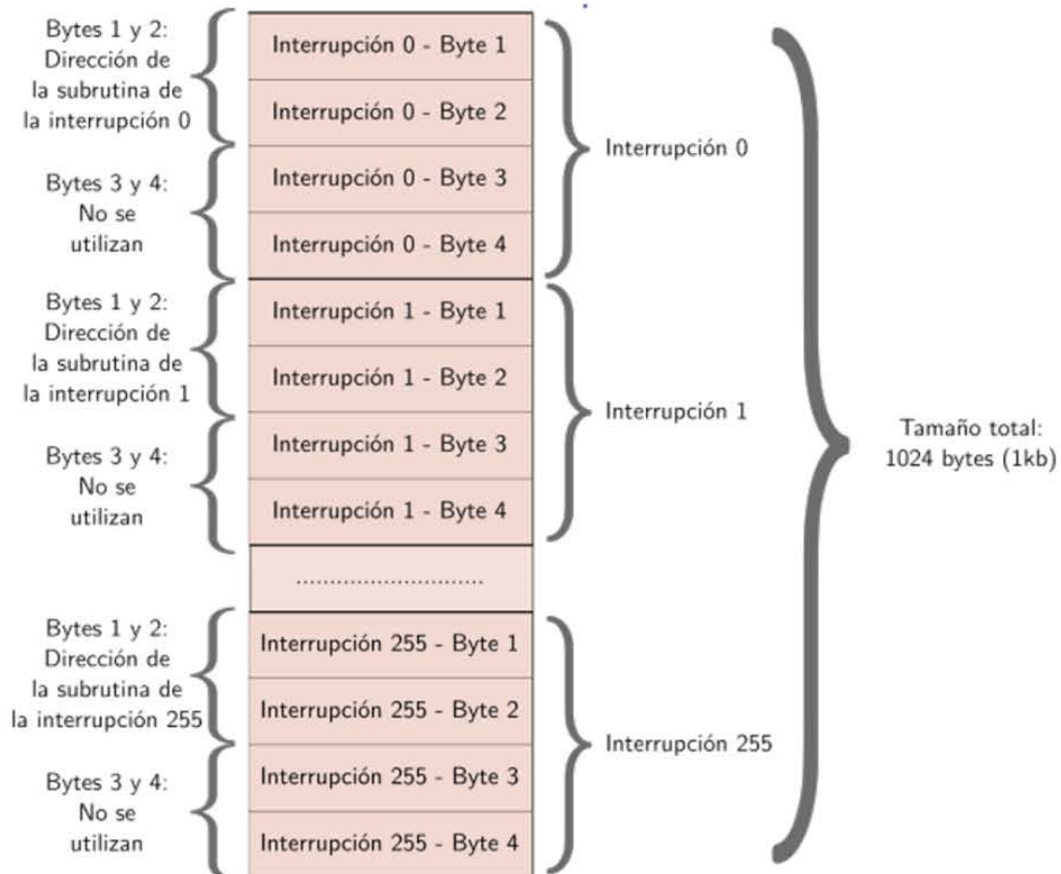 Bytes 1 y 2:
Dirección de
la subrutina de
la interrupción 0
Bytes 3 y 4:
No se
utilizan
Bytes 1 y 2:
Dirección de
la subrutina de
la interrupción 1
Bytes 3 y 4:
No se
utilizan
Bytes 1 y 2:
Dirección de
la subrutina de
la interrupción 255
Bytes 3 y 4:
No se
utilizan
Interrupción 0 - Byte 1
Interrupción 0 - Byte 2
Interrupción 0 - Byte 3
Interrupción 0 - Byte 4
Interrupción 1 - Byte 1
Interrupción 1 - Byte 2
Interrupción 1 - Byte 3
Interrupción 1 - Byte 4
............................
Interrupción 255 - Byte 1
Interrupción 255 - Byte 2
Interrupción 255 - Byte 3
Interrupción 255 - Byte 4
Interrupción 0
Interrupción 1
Interrupción 255
Tamaño total:
1024 bytes (1kb)